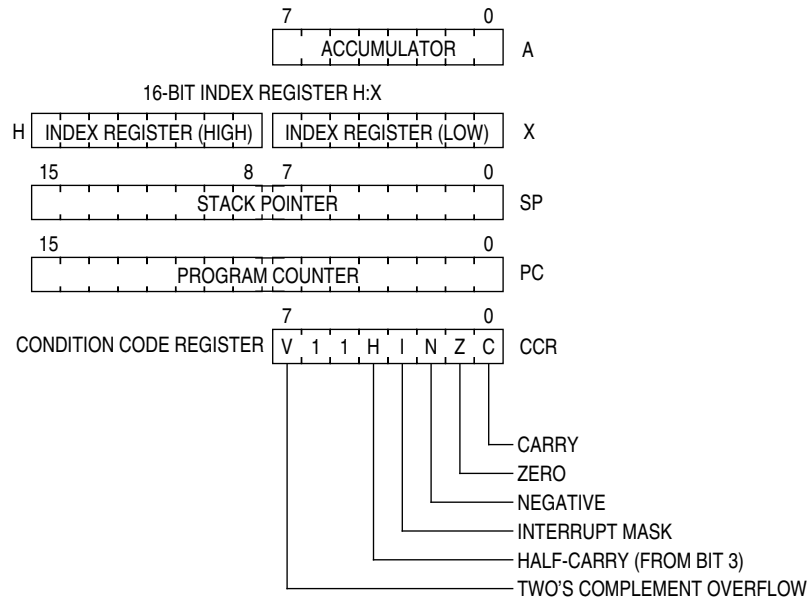 7 0
ACCUMULATOR A
16-BIT INDEX REGISTER H:X
H INDEX REGISTER (HIGH) INDEX REGISTER (LOW) X
15 8 7 0
STACK POINTER SP
15 0
PROGRAM COUNTER PC
7 0
CONDITION CODE REGISTER V 1 1 H I N Z C CCR
CARRY
ZERO
NEGATIVE
INTERRUPT MASK
HALF-CARRY (FROM BIT 3)
TWO'S COMPLEMENT OVERFLOW